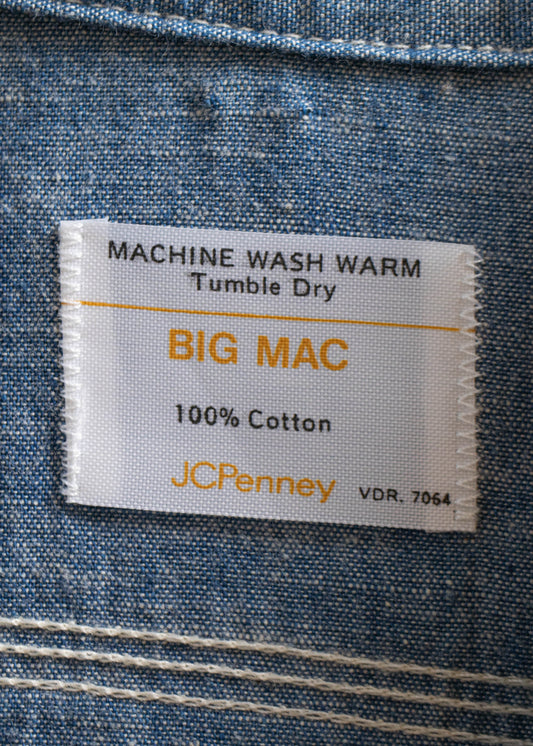 MACHINE WASH WARM
Tumble Dry
BIG MAC
100% Cotton
JCPenney VDR. 7064